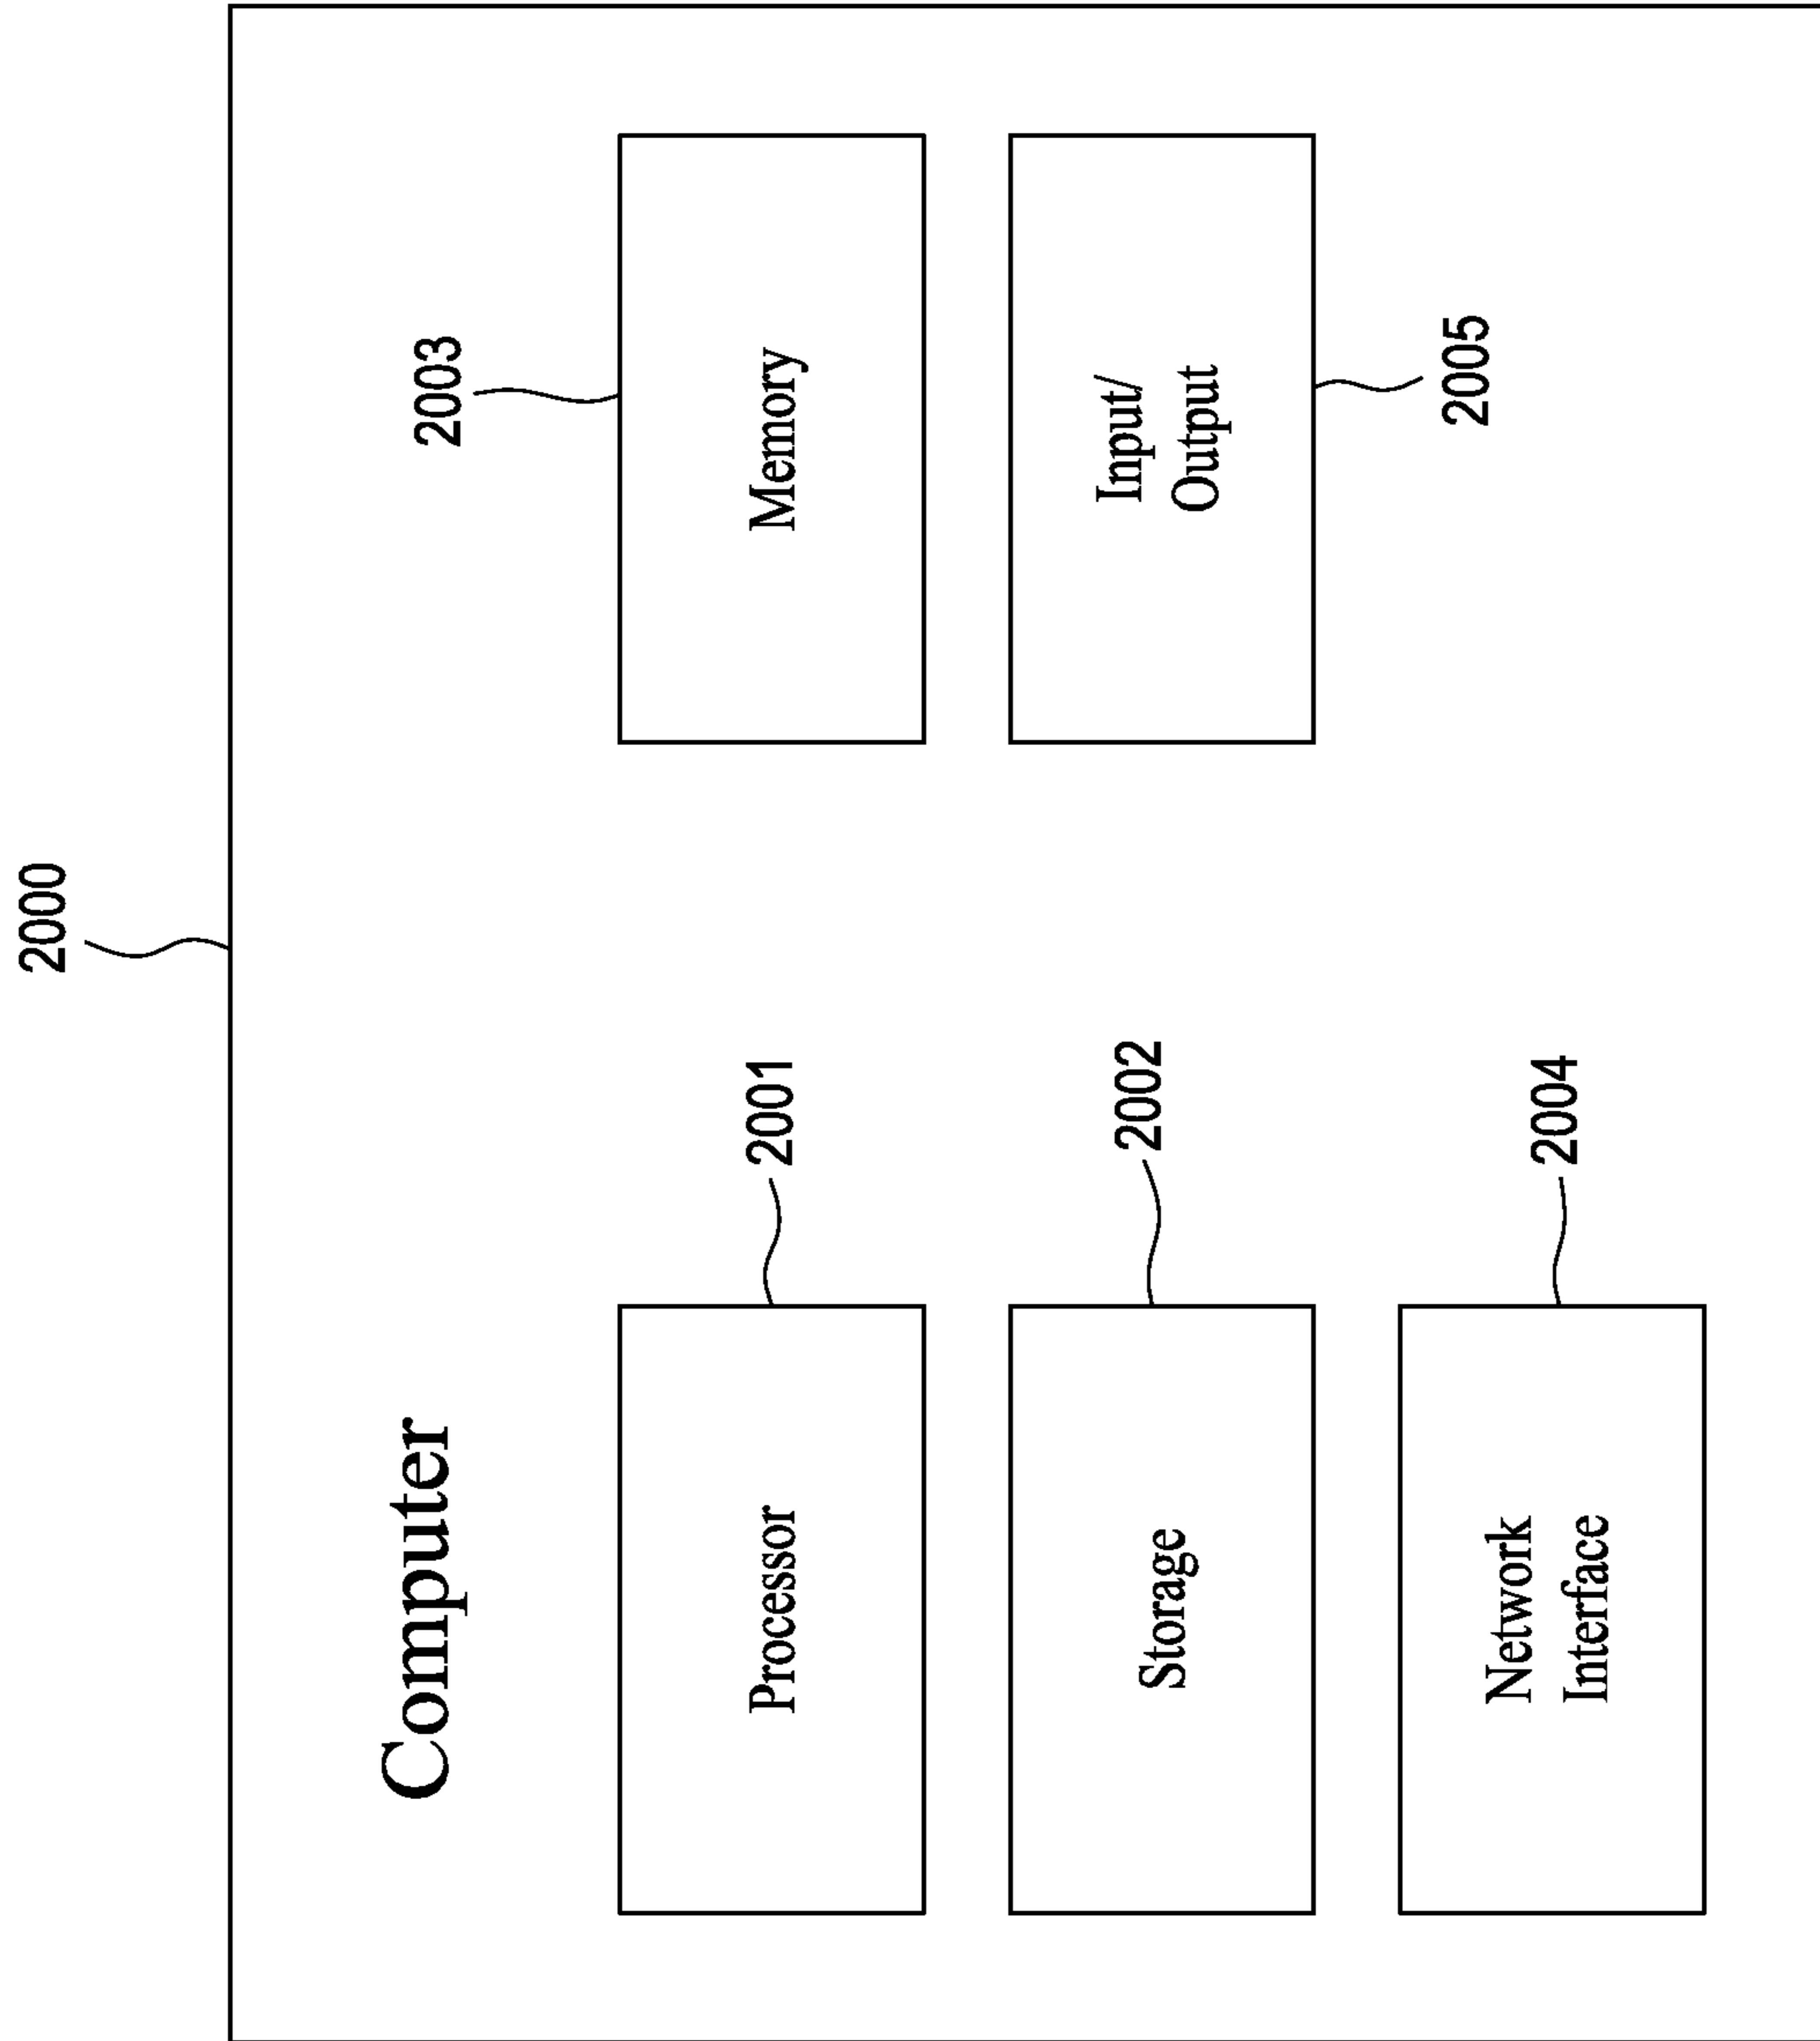 2000
Computer
2003
Processor
2001
Memory
Storage
2002
Input/
Output
2005
Network
Interface
2004